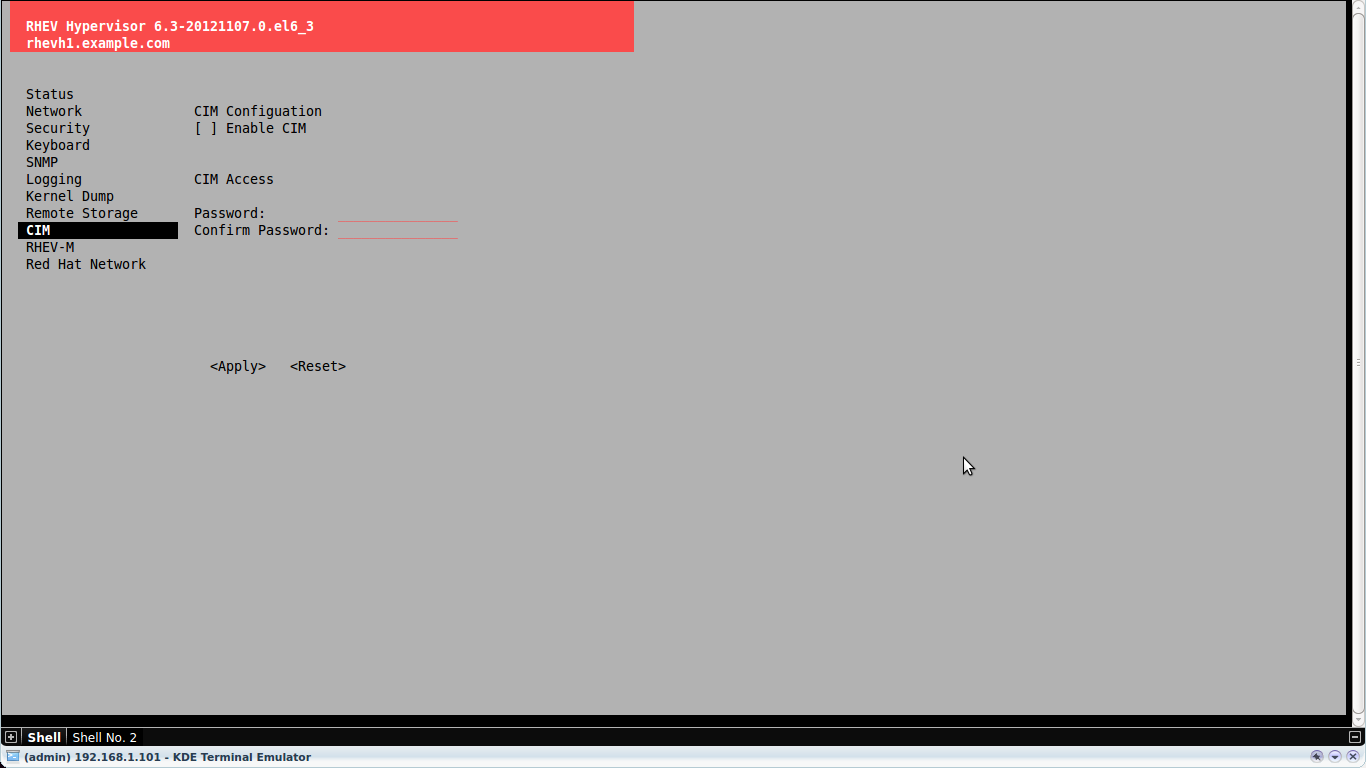 RHEV Hypervisor 6.3-20121107.0.el6_3
rhevh1.example.com
Status
Network CIM Configuation
Security [ ] Enable CIM
Keyboard
SNMP
Logging CIM Access
Kernel Dump
Remote Storage Password:
CIM Confirm Password:
RHEV-M
Red Hat Network
<Apply> <Reset>
Shell Shell No. 2
(admin) 192.168.1.101 - KDE Terminal Emulator